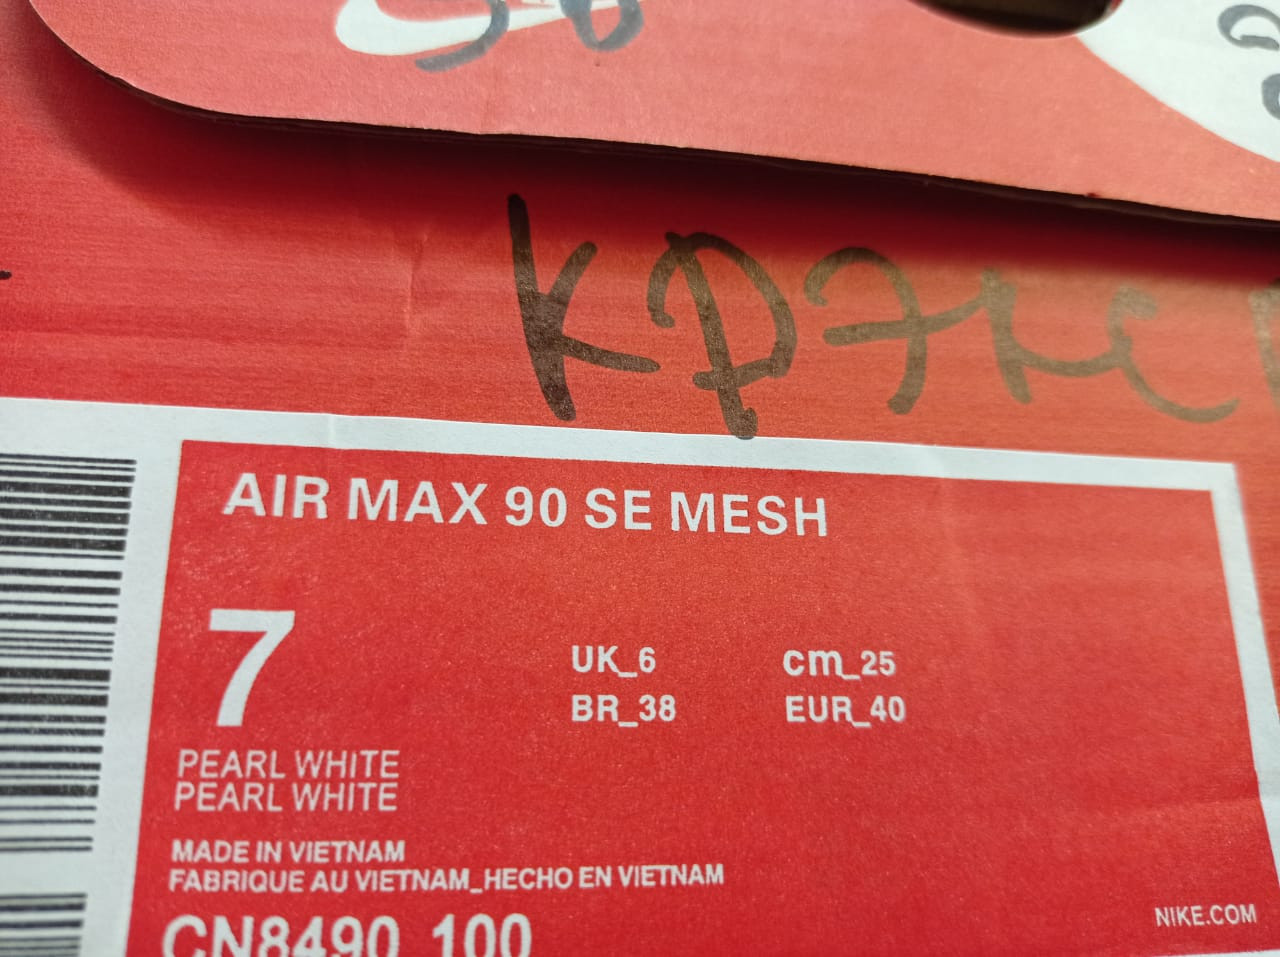 AIR MAX 90 SE MESH
7
UK_6 cm_25
BR_38 EUR_40
PEARL WHITE
PEARL WHITE
MADE IN VIETNAM
FABRIQUE AU VIETNAM_HECHO EN VIETNAM
CN8490 100
NIKE.COM